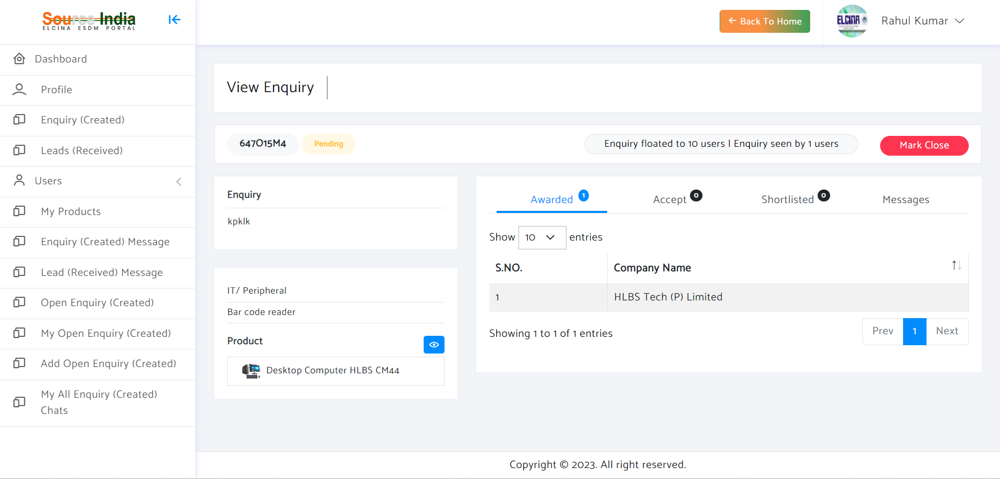 Source India
ELCINA ESDM PORTAL
Back To Home
ELCINA
Rahul Kumar
Dashboard
Profile
Enquiry (Created)
Leads (Received)
Users
My Products
Enquiry (Created) Message
Lead (Received) Message
Open Enquiry (Created)
My Open Enquiry (Created)
Add Open Enquiry (Created)
My All Enquiry (Created)
Chats
View Enquiry
647O15M4
Pending
Enquiry floated to 10 users | Enquiry seen by 1 users
Mark Close
Enquiry
kpklk
IT/ Peripheral
Bar code reader
Product
Desktop Computer HLBS CM44
Awarded 1
Accept 0
Shortlisted 0
Messages
Show 10 entries
S.NO. Company Name
1 HLBS Tech (P) Limited
Showing 1 to 1 of 1 entries
Prev 1 Next
Copyright © 2023. All right reserved.